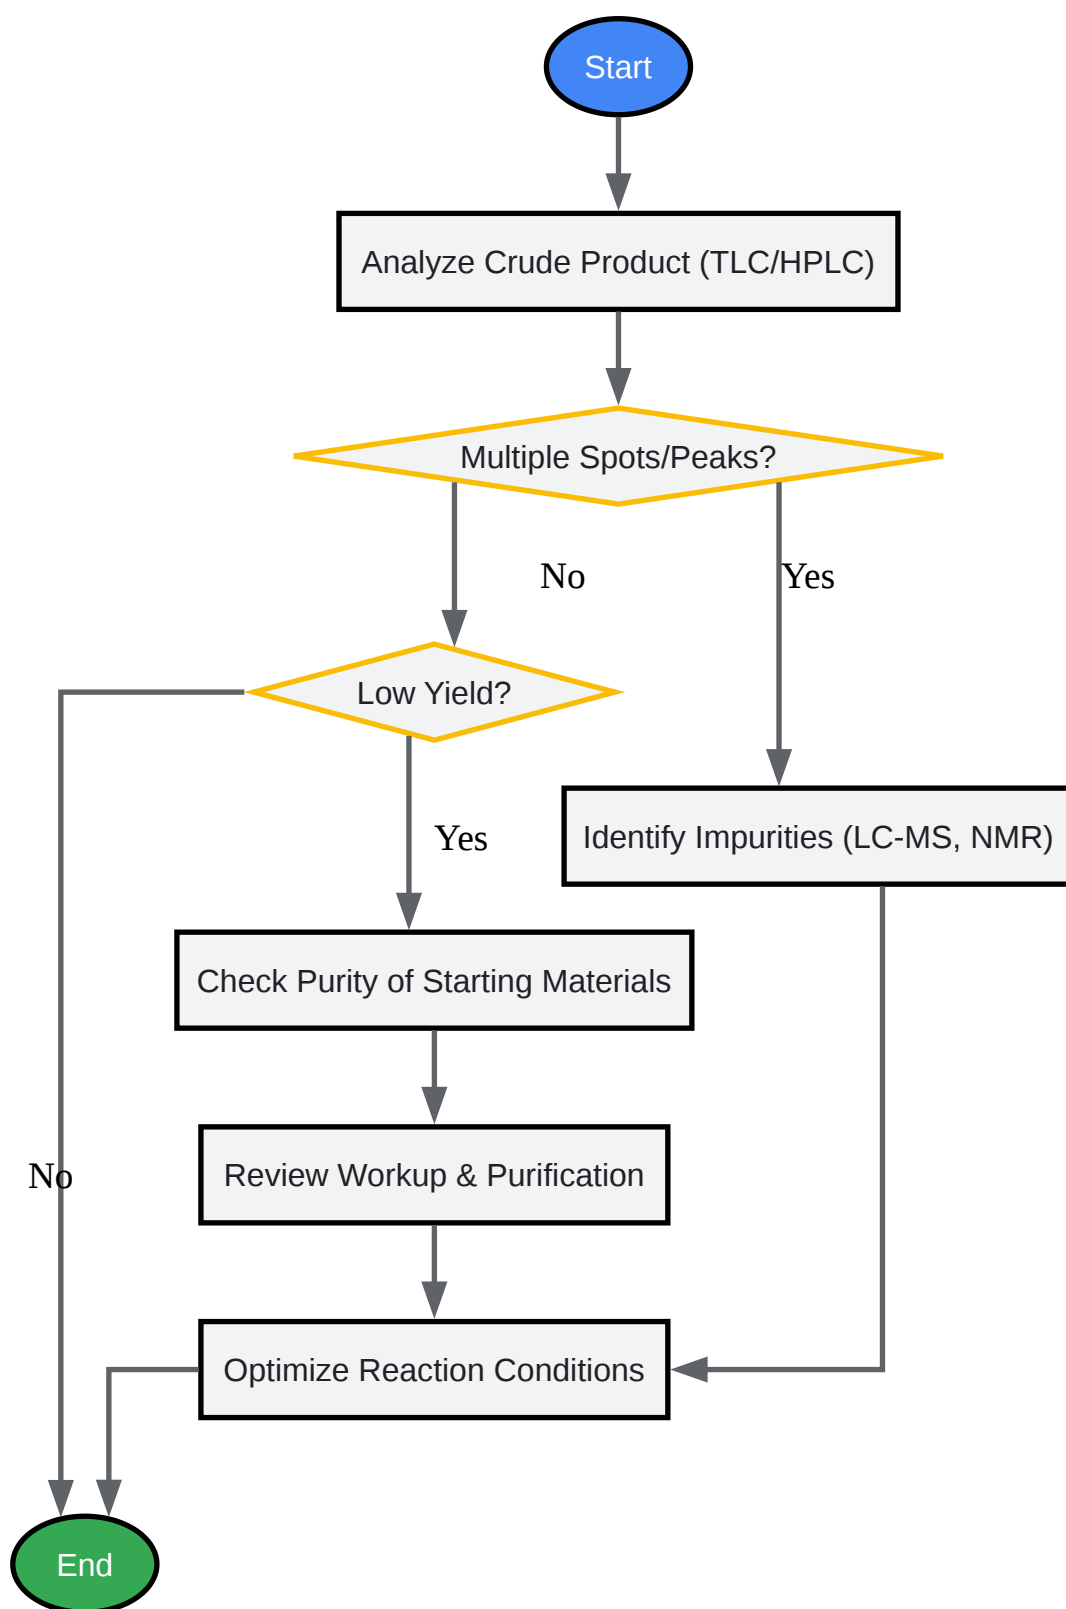 Start
Analyze Crude Product (TLC/HPLC)
Multiple Spots/Peaks?
No
Yes
Low Yield?
Yes
Identify Impurities (LC-MS, NMR)
Check Purity of Starting Materials
No
Review Workup & Purification
Optimize Reaction Conditions
End